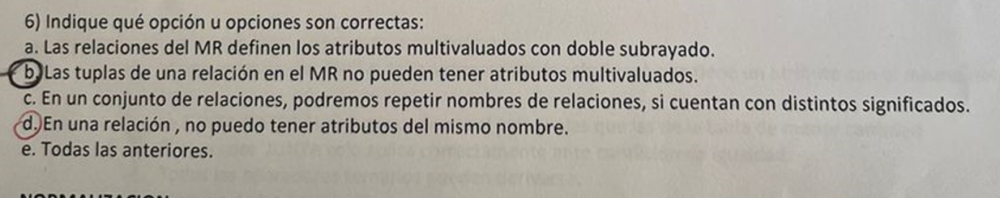 6) Indique qué opción u opciones son correctas:
a. Las relaciones del MR definen los atributos multivaluados con doble subrayado.
b. Las tuplas de una relación en el MR no pueden tener atributos multivaluados.
c. En un conjunto de relaciones, podremos repetir nombres de relaciones, si cuentan con distintos significados.
d. En una relación , no puedo tener atributos del mismo nombre.
e. Todas las anteriores.
NORMALIZACION